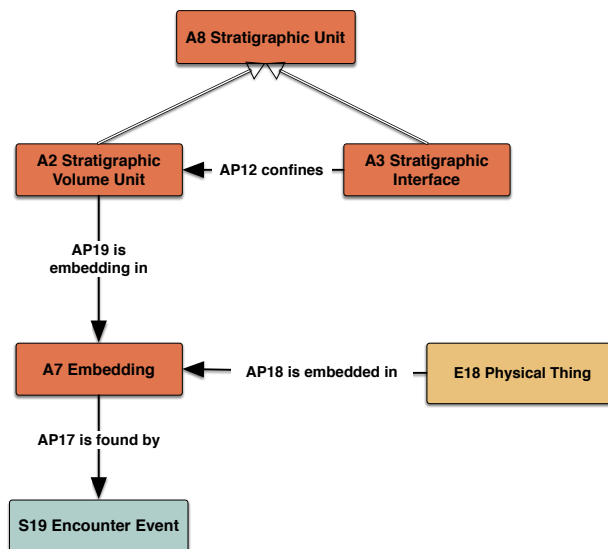 A8 Stratigraphic Unit
A2 Stratigraphic
Volume Unit
AP12 confines
A3 Stratigraphic
Interface
AP19 is
embedding in
A7 Embedding
AP18 is embedded in
E18 Physical Thing
AP17 is found by
S19 Encounter Event